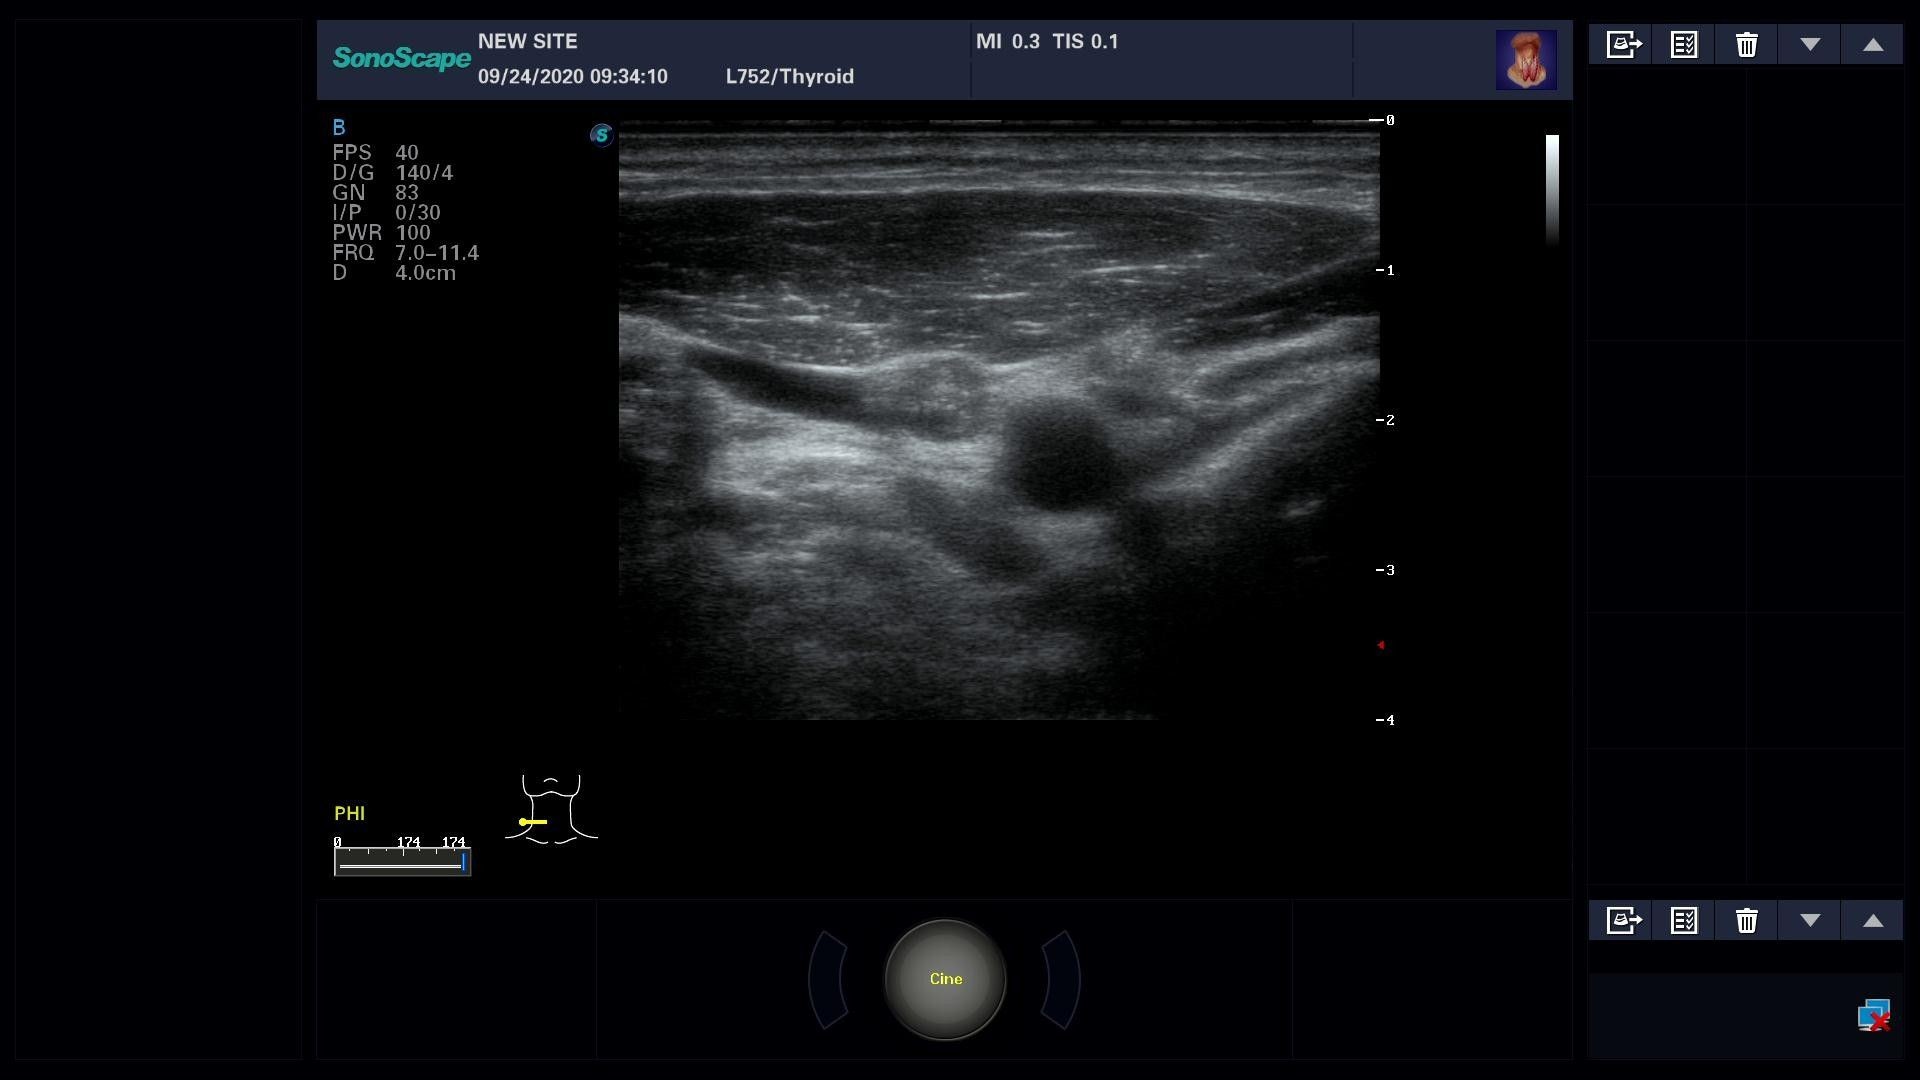 SonoScape
NEW SITE
09/24/2020 09:34:10 L752/Thyroid
MI 0.3 TIS 0.1
B
FPS 40
D/G 140/4
GN 83
I/P 0/30
PWR 100
FRQ 7.0-11.4
D 4.0cm
S
0
1
2
3
4
PHI
0 174 174
Cine